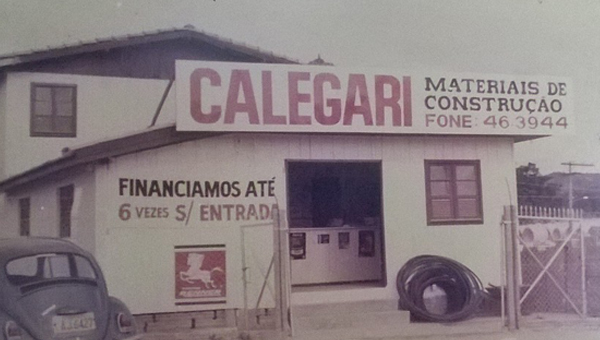 CALEGARI
MATERIAIS DE
CONSTRUÇÃO
FONE: 46 3944
FINANCIAMOS ATÉ
6 VEZES S/ ENTRADA